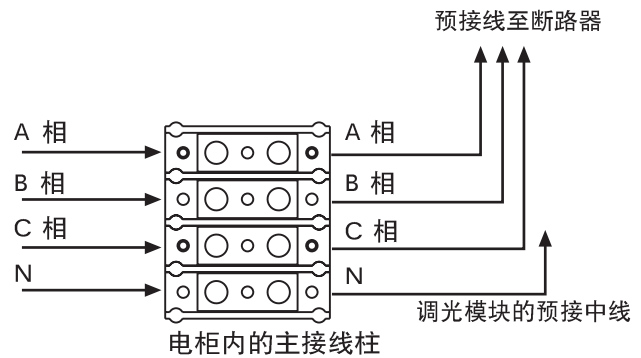 预接线至断路器
A 相
A 相
B 相
B 相
C 相
C 相
N
N
调光模块的预接中线
电柜内的主接线柱